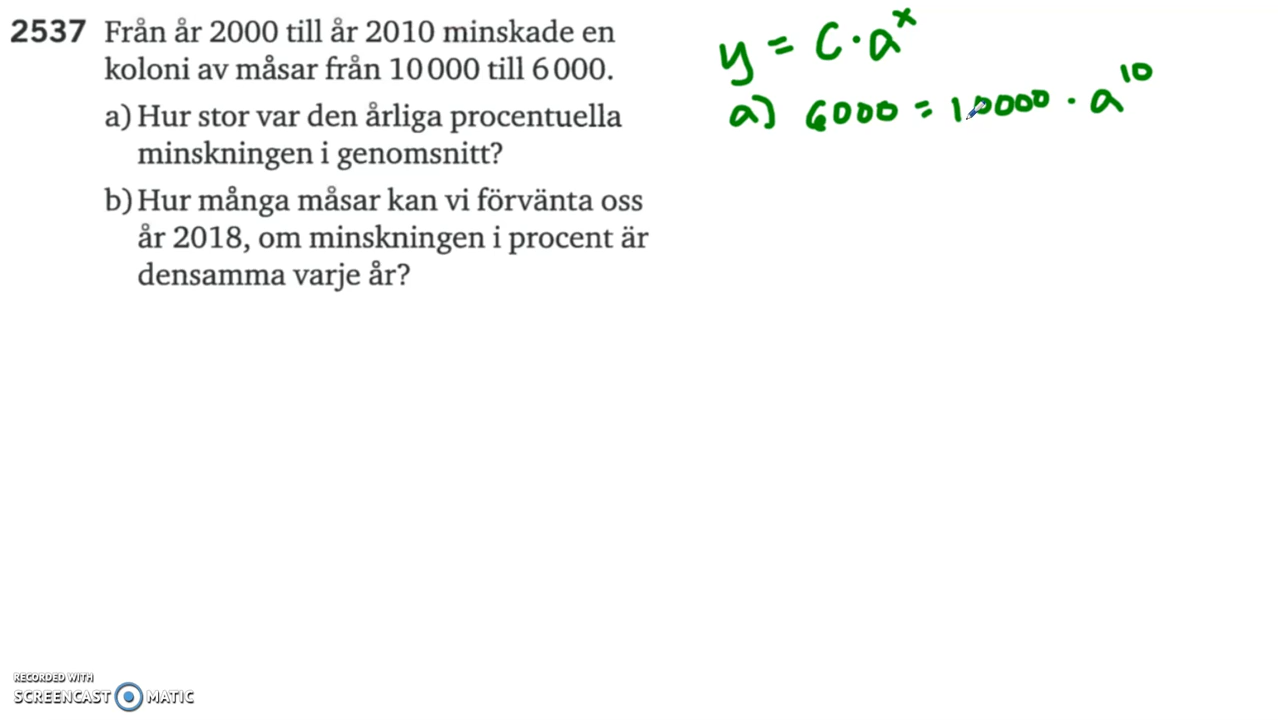 2537 Från år 2000 till år 2010 minskade en
koloni av måsar från 10 000 till 6 000.
a) Hur stor var den årliga procentuella
minskningen i genomsnitt?
b) Hur många måsar kan vi förvänta oss
år 2018, om minskningen i procent är
densamma varje år?
y = C · a^x
a) 6000 = 10000 · a^10
RECORDED WITH
SCREENCAST MATIC